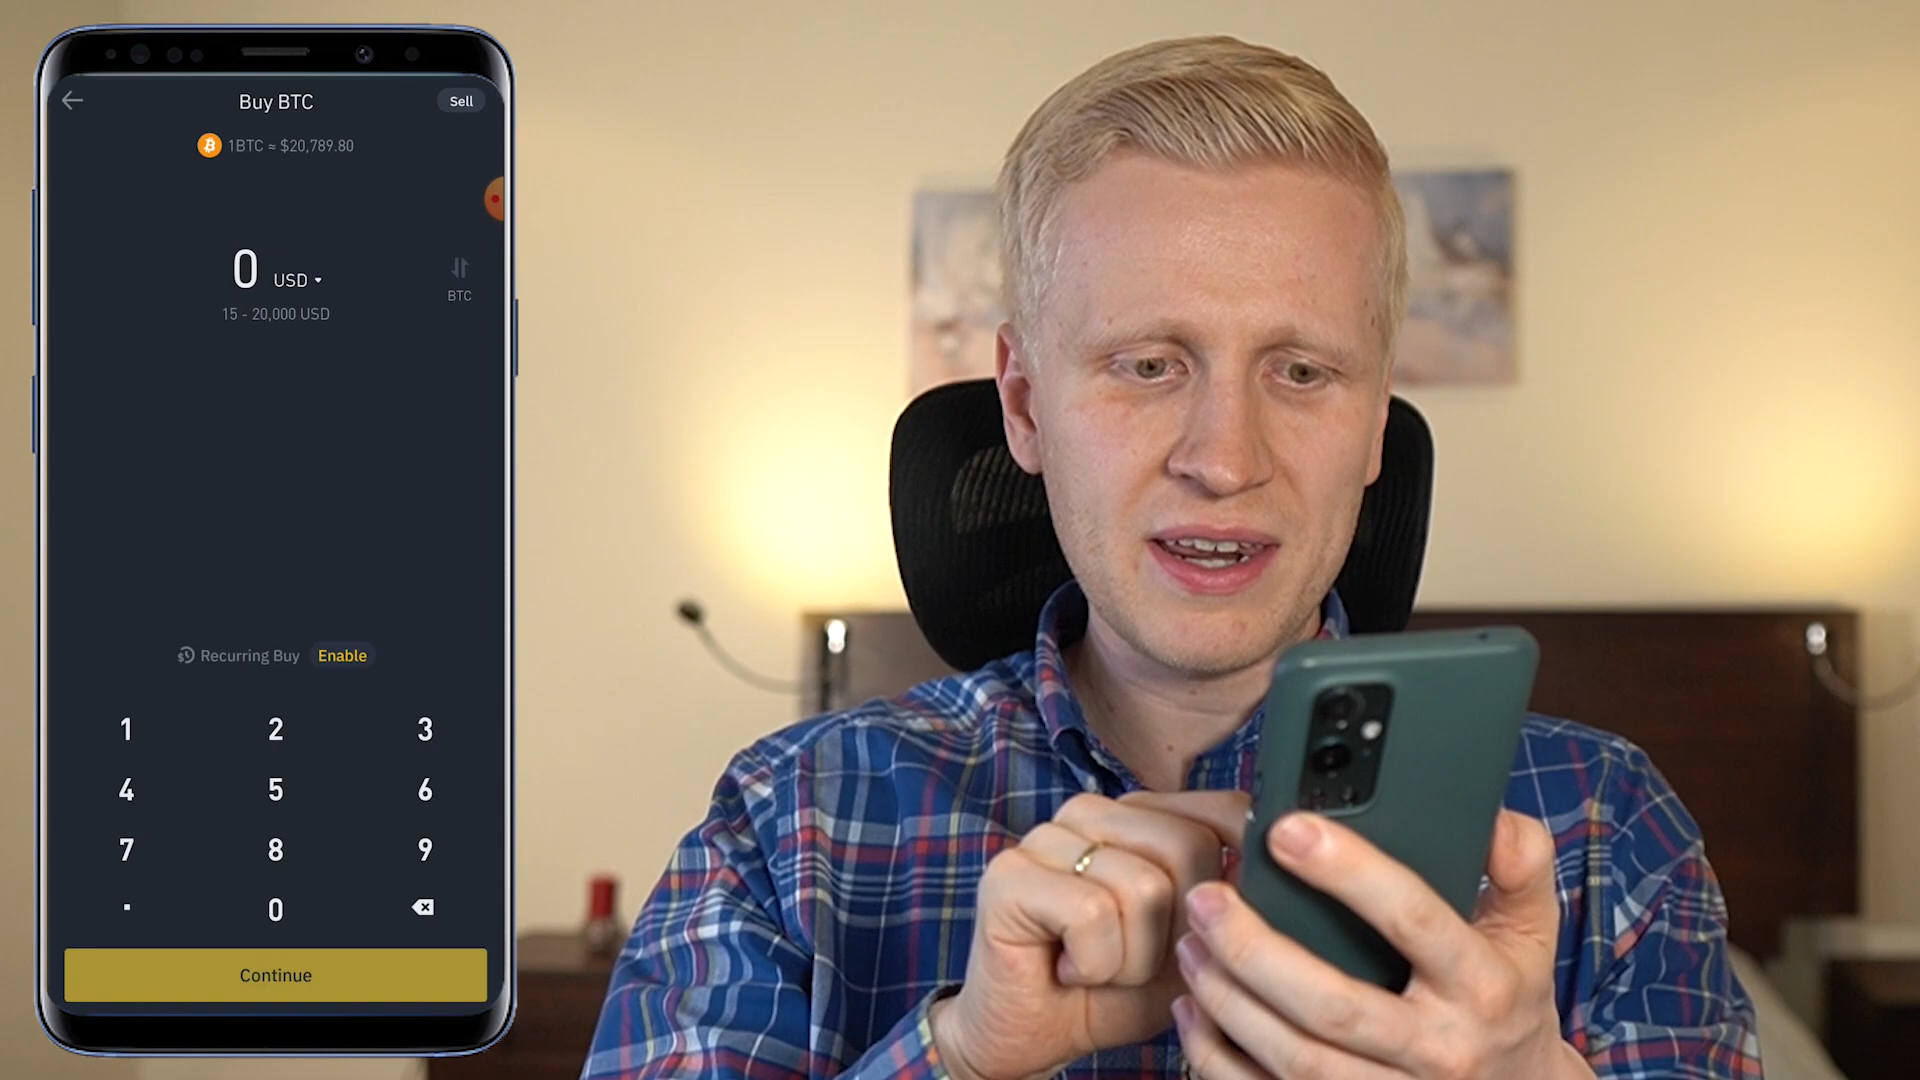 Buy BTC
Sell
1BTC ≈ $20,789.80
0 USD
15 - 20,000 USD
BTC
Recurring Buy Enable
1 2 3
4 5 6
7 8 9
. 0
Continue